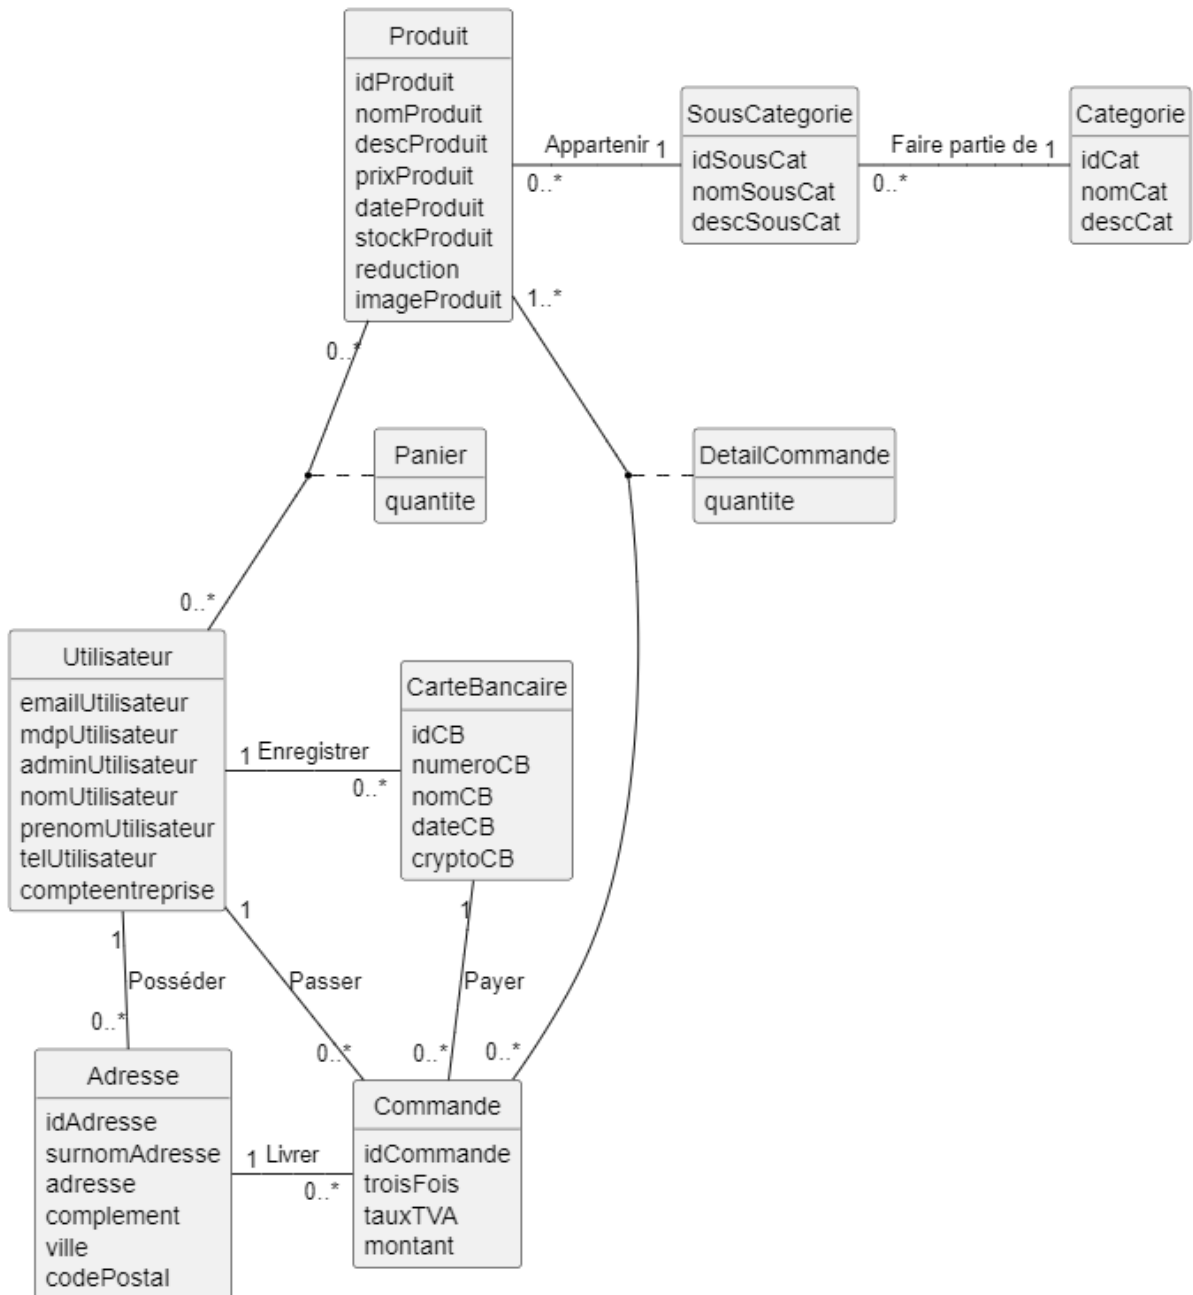 Produit
idProduit
nomProduit
descProduit
prixProduit
dateProduit
stockProduit
reduction
imageProduit
Appartenir 1
0..*
SousCategorie
idSousCat
nomSousCat
descSousCat
Faire partie de 1
0..*
Categorie
idCat
nomCat
descCat
1..*
0..*
Panier
quantite
DetailCommande
quantite
0..*
Utilisateur
emailUtilisateur
mdpUtilisateur
adminUtilisateur
nomUtilisateur
prenomUtilisateur
telUtilisateur
compteentreprise
1 Enregistrer
0..*
CarteBancaire
idCB
numeroCB
nomCB
dateCB
cryptoCB
1
Posséder
0..*
1
Passer
0..*
1
Payer
0..*
0..*
Adresse
idAdresse
surnomAdresse
adresse
complement
ville
codePostal
1 Livrer
0..*
Commande
idCommande
troisFois
tauxTVA
montant